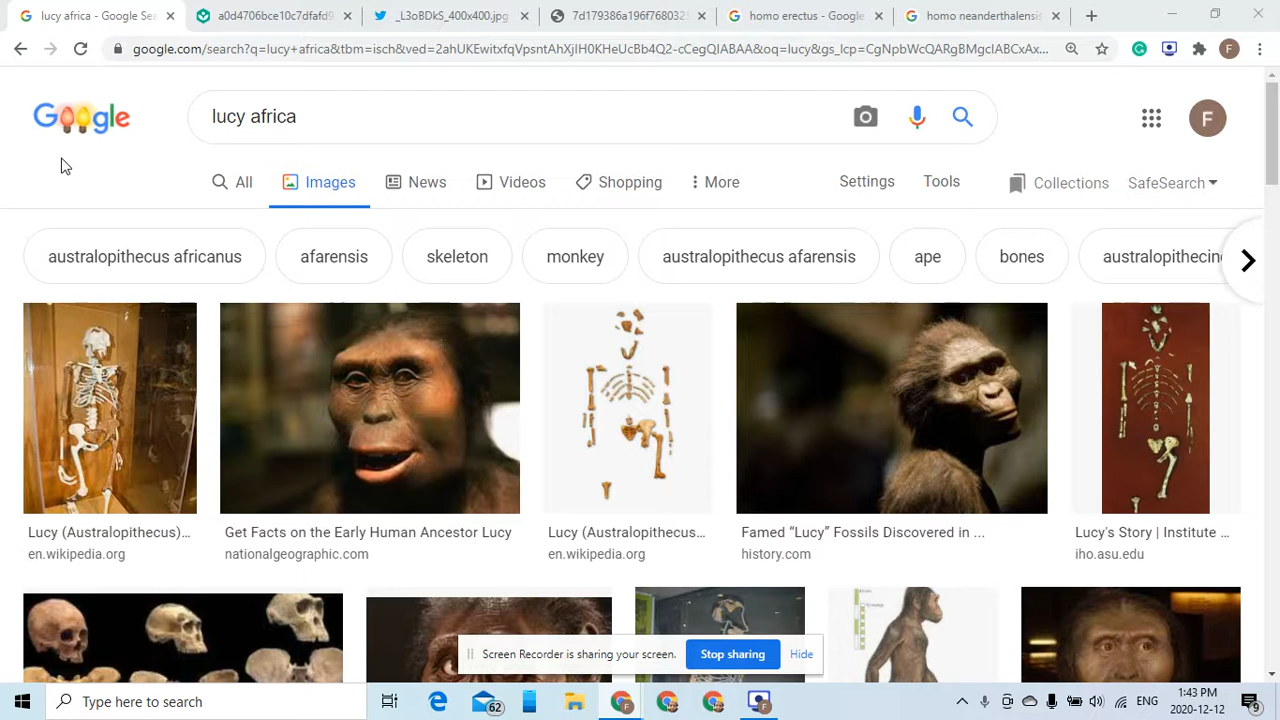 lucy africa - Google Sea
a0d4706bce10c7dfafd9
_L3oBDkS_400x400.jpg
7d179386a196f7680325
homo erectus - Google
homo neanderthalensis
google.com/search?q=lucy+africa&tbm=isch&ved=2ahUKEwitxfqVpsntAhXJIH0KHeUcBb4Q2-cCegQIABAA&oq=lucy&gs_lcp=CgNpbWcQARgBMgcIABCxAx...
F
Google
lucy africa
F
All
Images
News
Videos
Shopping
More
Settings
Tools
Collections
SafeSearch
australopithecus africanus
afarensis
skeleton
monkey
australopithecus afarensis
ape
bones
australopithecin
Lucy (Australopithecus)...
en.wikipedia.org
Get Facts on the Early Human Ancestor Lucy
nationalgeographic.com
Lucy (Australopithecus...
en.wikipedia.org
Famed “Lucy” Fossils Discovered in ...
history.com
Lucy's Story | Institute ...
iho.asu.edu
Screen Recorder is sharing your screen.
Stop sharing
Hide
Type here to search
62
F
F
ENG
1:43 PM
2020-12-12
9